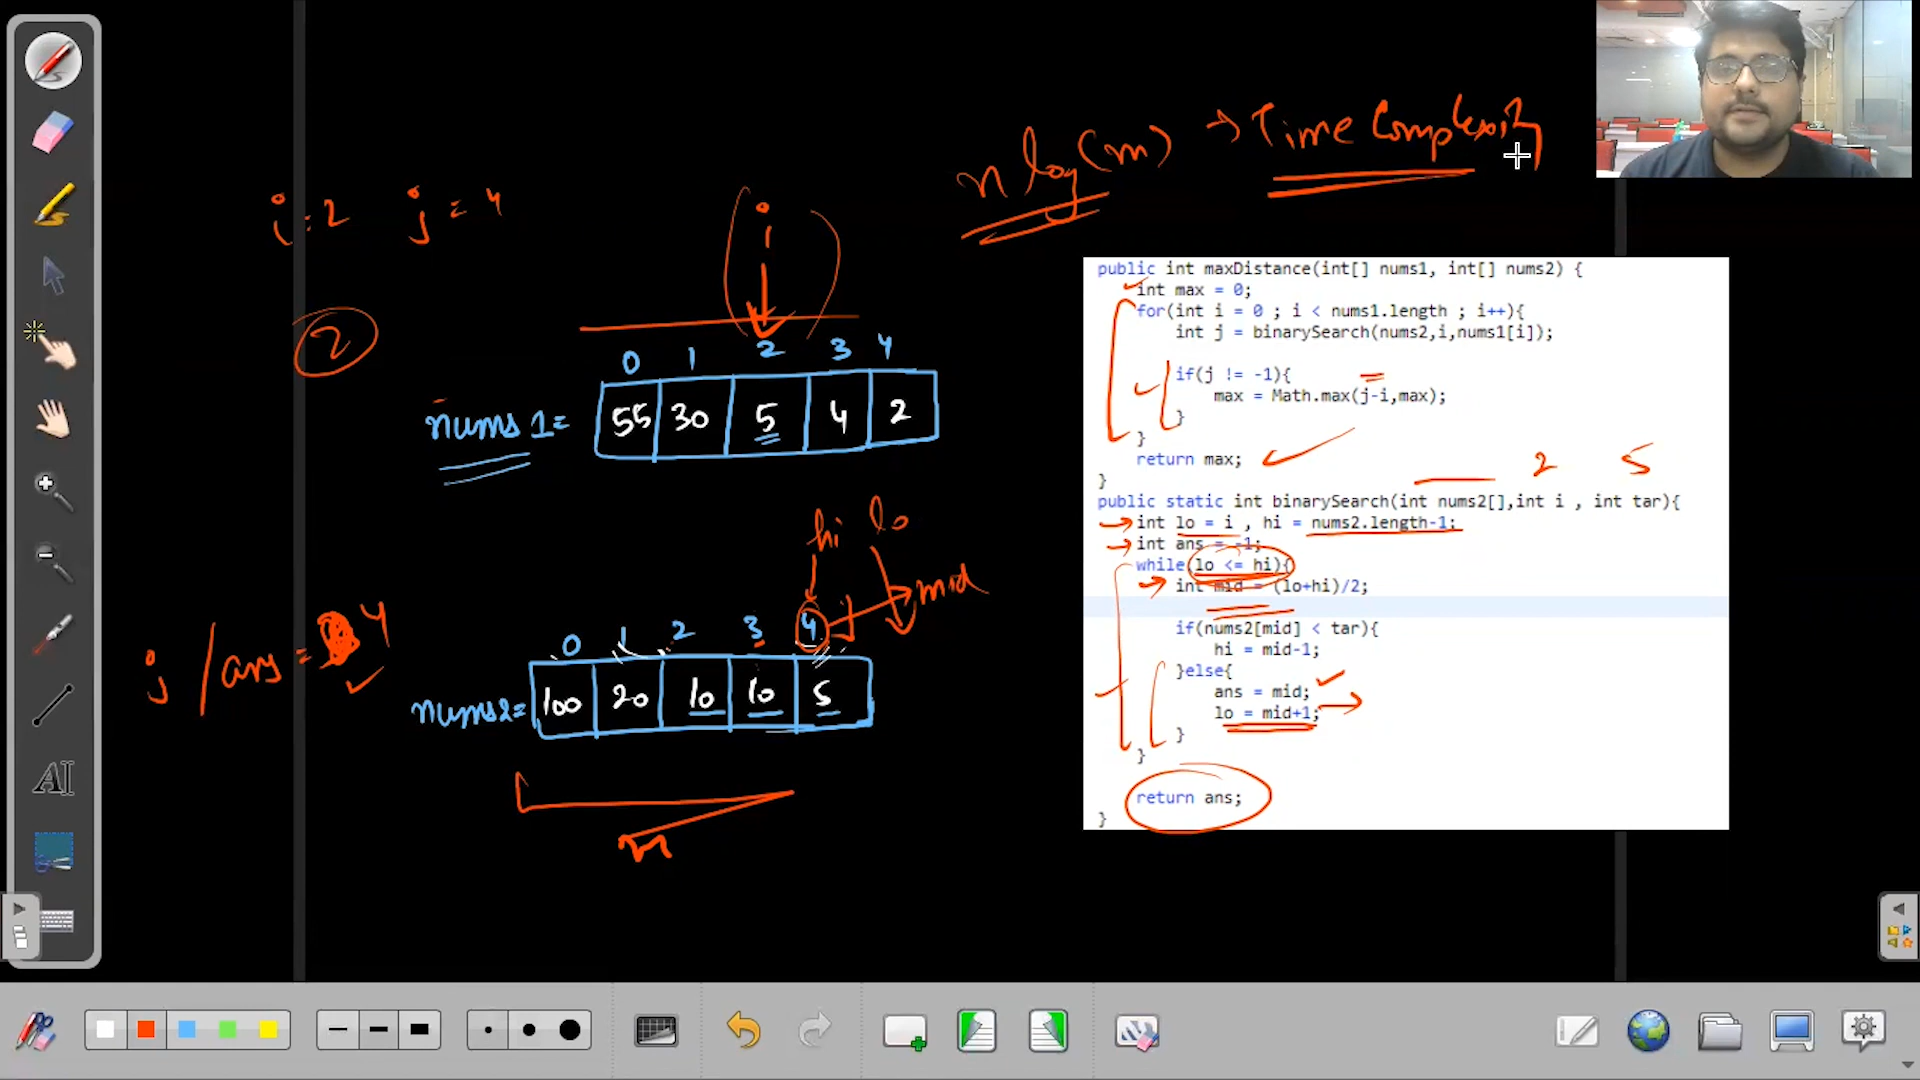 n log(m) → Time Complexity
i = 2 j = 4
i
2
0 1 2 3 4
nums 1 = 55 30 5 4 2
hi lo
mid
j / ans = 4
0 1 2 3 4 j
nums2 = 100 20 10 10 5
m
public int maxDistance(int[] nums1, int[] nums2) {
int max = 0;
for(int i = 0 ; i < nums1.length ; i++){
int j = binarySearch(nums2,i,nums1[i]);
if(j != -1){
max = Math.max(j-i,max);
}
}
return max;
2 5
}
public static int binarySearch(int nums2[],int i , int tar){
int lo = i , hi = nums2.length-1;
int ans = -1;
while(lo <= hi){
int mid = (lo+hi)/2;
if(nums2[mid] < tar){
hi = mid-1;
}else{
ans = mid;
lo = mid+1;
}
}
return ans;
}